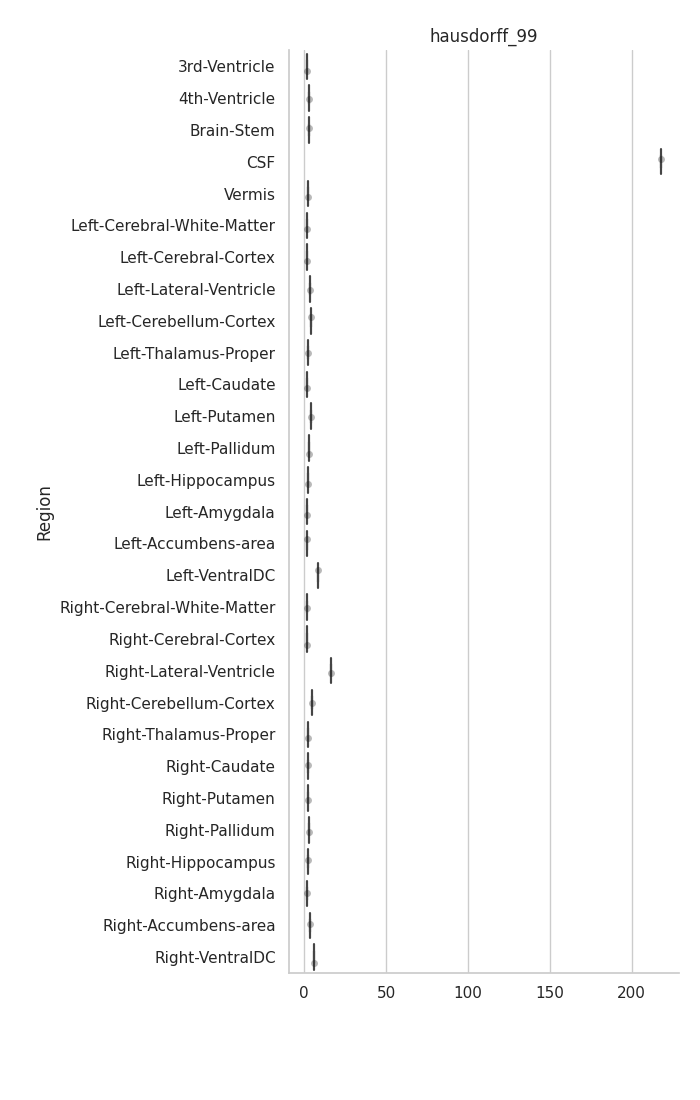 hausdorff_99
3rd-Ventricle
4th-Ventricle
Brain-Stem
CSF
Vermis
Left-Cerebral-White-Matter
Left-Cerebral-Cortex
Left-Lateral-Ventricle
Left-Cerebellum-Cortex
Left-Thalamus-Proper
Left-Caudate
Left-Putamen
Left-Pallidum
Left-Hippocampus
Left-Amygdala
Left-Accumbens-area
Left-VentralDC
Right-Cerebral-White-Matter
Right-Cerebral-Cortex
Right-Lateral-Ventricle
Right-Cerebellum-Cortex
Right-Thalamus-Proper
Right-Caudate
Right-Putamen
Right-Pallidum
Right-Hippocampus
Right-Amygdala
Right-Accumbens-area
Right-VentralDC
Region
0 50 100 150 200